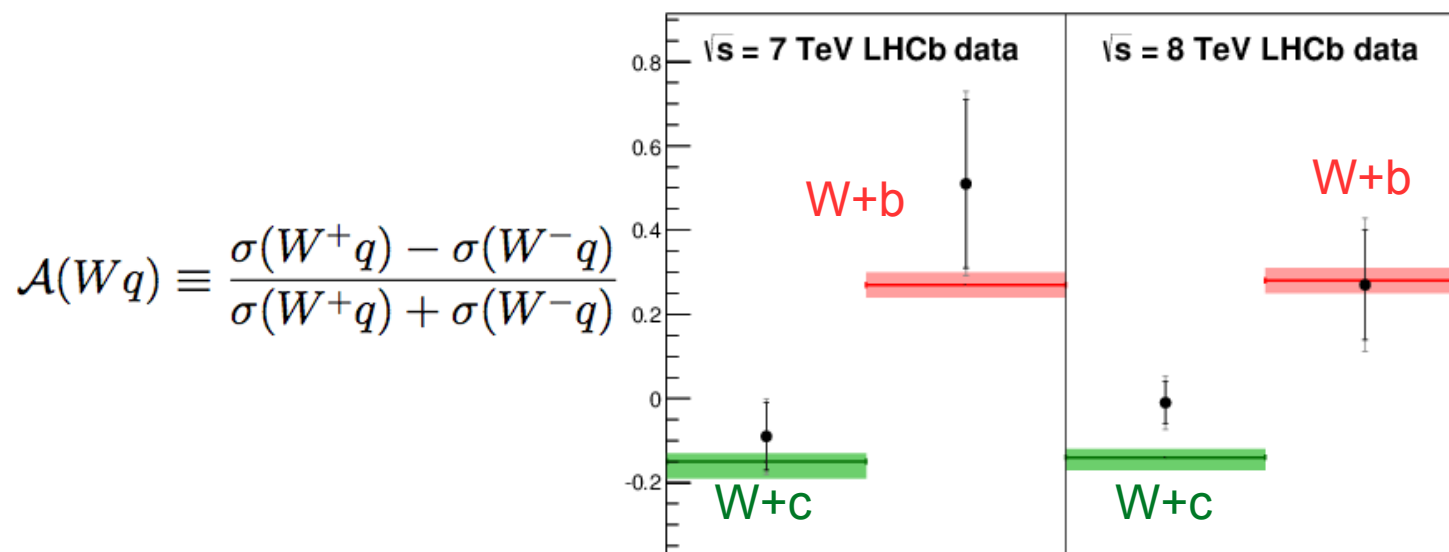 𝒜(Wq) ≡ σ(W⁺q) − σ(W⁻q) / σ(W⁺q) + σ(W⁻q)
√s = 7 TeV LHCb data
√s = 8 TeV LHCb data
0.8
0.6
0.4
0.2
0
-0.2
W+b
W+b
W+c
W+c